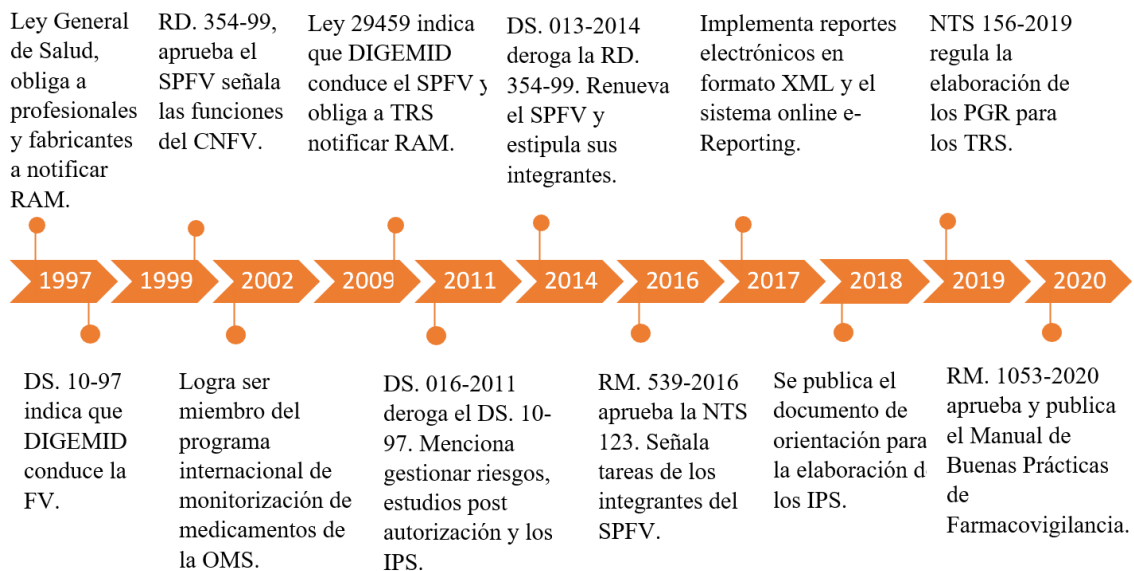 Ley General
de Salud,
obliga a
profesionales
y fabricantes
a notificar
RAM.
RD. 354-99,
aprueba el
SPFV señala
las funciones
del CNFV.
Ley 29459 indica
que DIGEMID
conduce el SPFV y
obliga a TRS
notificar RAM.
DS. 013-2014
deroga la RD.
354-99. Renueva
el SPFV y
estipula sus
integrantes.
Implementa reportes
electrónicos en
formato XML y el
sistema online e-
Reporting.
NTS 156-2019
regula la
elaboración de
los PGR para
los TRS.
1997
1999
2002
2009
2011
2014
2016
2017
2018
2019
2020
DS. 10-97
indica que
DIGEMID
conduce la
FV.
Logra ser
miembro del
programa
internacional de
monitorización de
medicamentos de
la OMS.
DS. 016-2011
deroga el DS. 10-
97. Menciona
gestionar riesgos,
estudios post
autorización y los
IPS.
RM. 539-2016
aprueba la NTS
123. Señala
tareas de los
integrantes del
SPFV.
Se publica el
documento de
orientación para
la elaboración de
los IPS.
RM. 1053-2020
aprueba y publica
el Manual de
Buenas Prácticas
de
Farmacovigilancia.